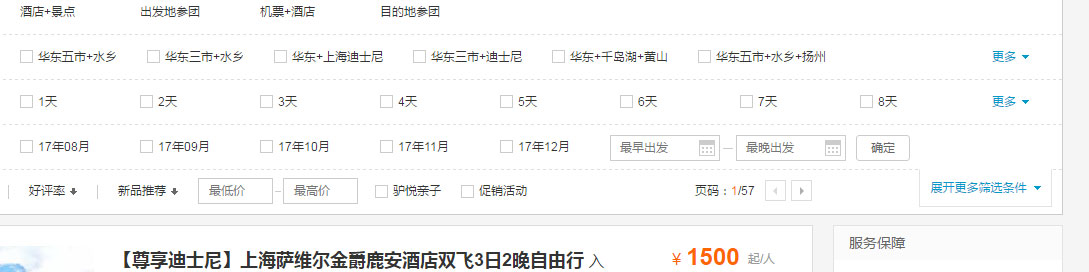 酒店+景点 出发地参团 机票+酒店 目的地参团
华东五市+水乡 华东三市+水乡 华东+上海迪士尼 华东三市+迪士尼 华东+千岛湖+黄山 华东五市+水乡+扬州 更多
1天 2天 3天 4天 5天 6天 7天 8天 更多
17年08月 17年09月 17年10月 17年11月 17年12月 最早出发 — 最晚出发 确定
好评率 新品推荐 最低价 – 最高价 驴悦亲子 促销活动 页码：1/57 展开更多筛选条件
【尊享迪士尼】上海萨维尔金爵鹿安酒店双飞3日2晚自由行 入 ¥ 1500 起/人 服务保障